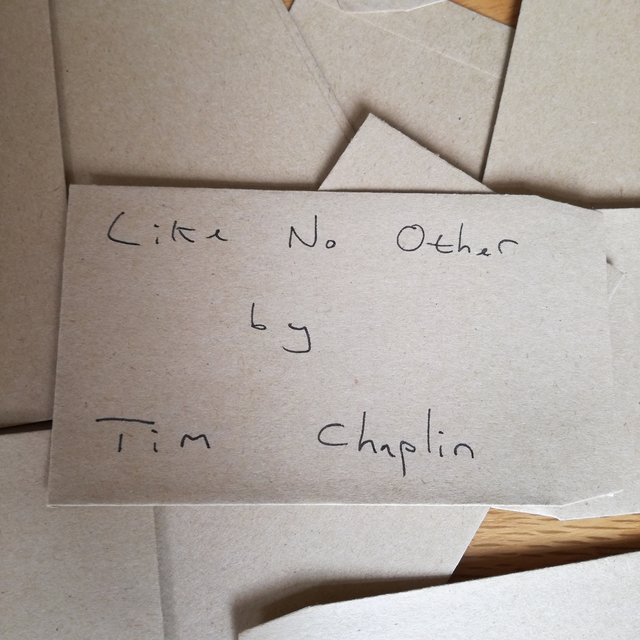 Like No Other
by
Tim Chaplin